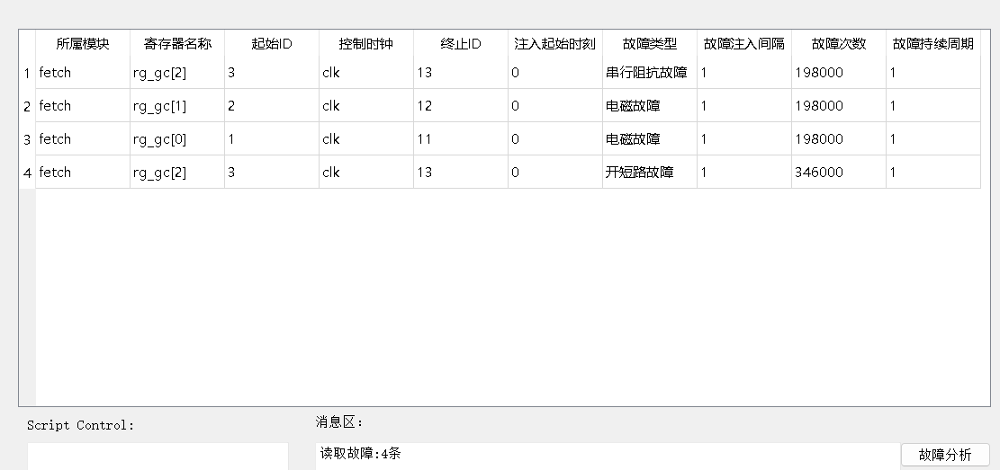 所属模块 寄存器名称 起始ID 控制时钟 终止ID 注入起始时刻 故障类型 故障注入间隔 故障次数 故障持续周期
1 fetch rg_gc[2] 3 clk 13 0 串行阻抗故障 1 198000 1
2 fetch rg_gc[1] 2 clk 12 0 电磁故障 1 198000 1
3 fetch rg_gc[0] 1 clk 11 0 电磁故障 1 198000 1
4 fetch rg_gc[2] 3 clk 13 0 开短路故障 1 346000 1
Script Control: 消息区:
读取故障:4条 故障分析